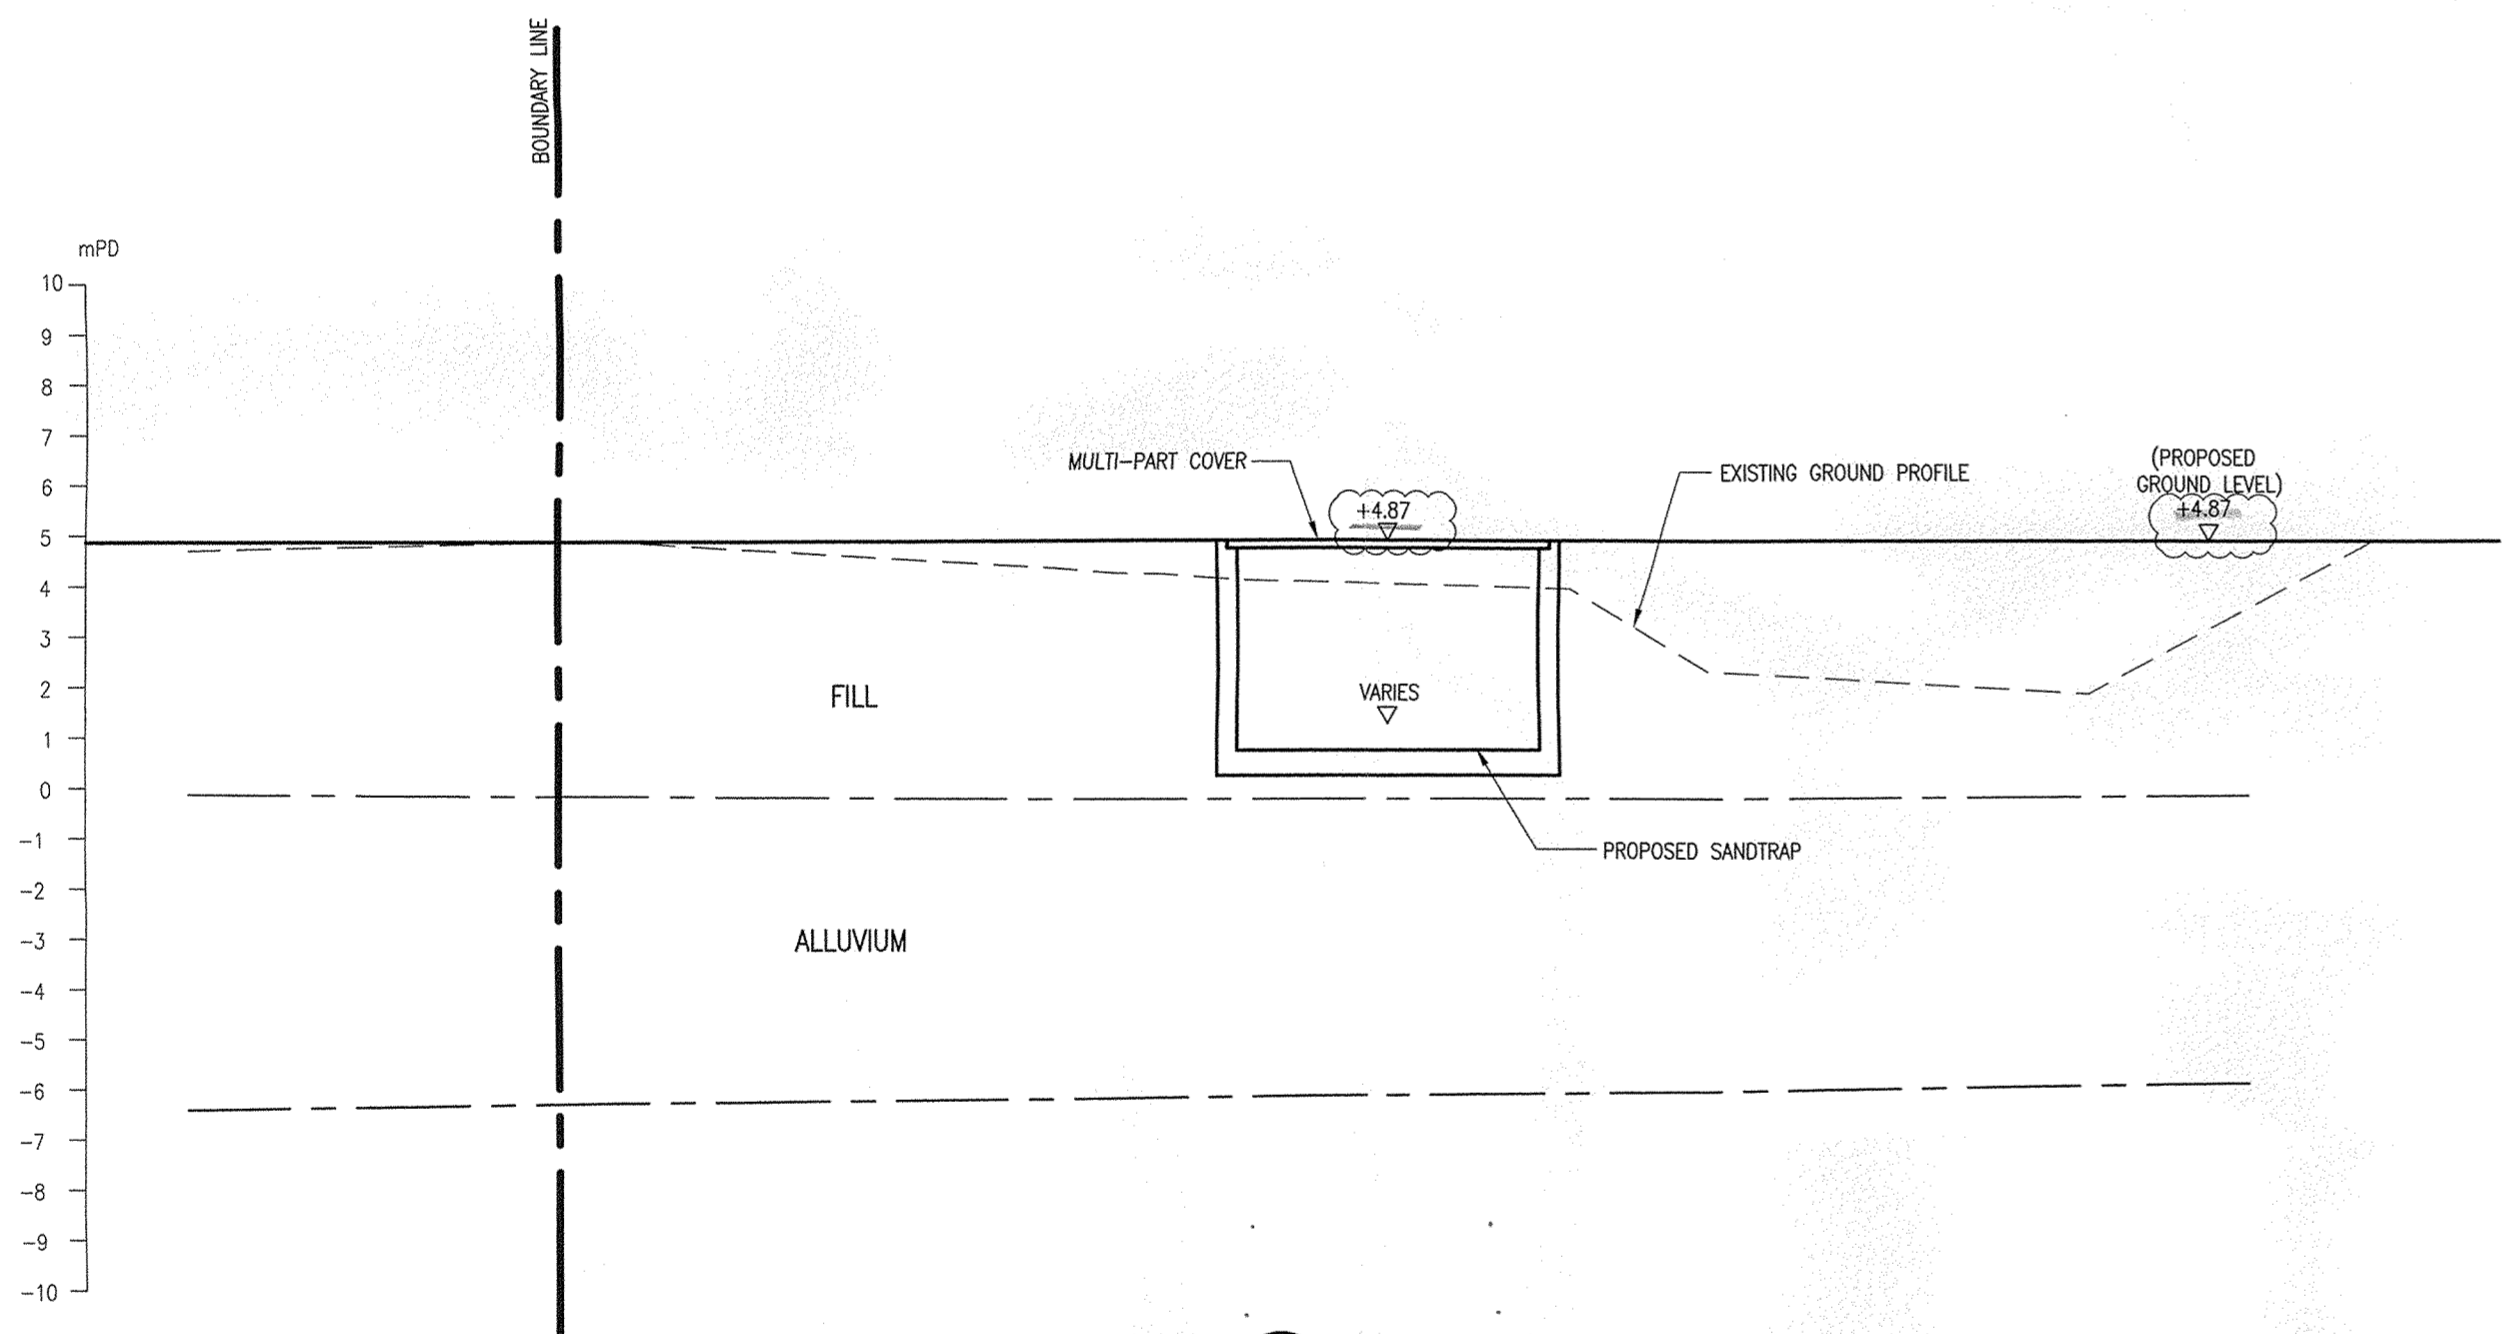 BOUNDARY LINE
mPD
10
9
8
7
6
5
4
3
2
1
0
-1
-2
-3
-4
-5
-6
-7
-8
-9
-10
MULTI-PART COVER
+4.87
EXISTING GROUND PROFILE
(PROPOSED
GROUND LEVEL)
+4.87
FILL
VARIES
PROPOSED SANDTRAP
ALLUVIUM